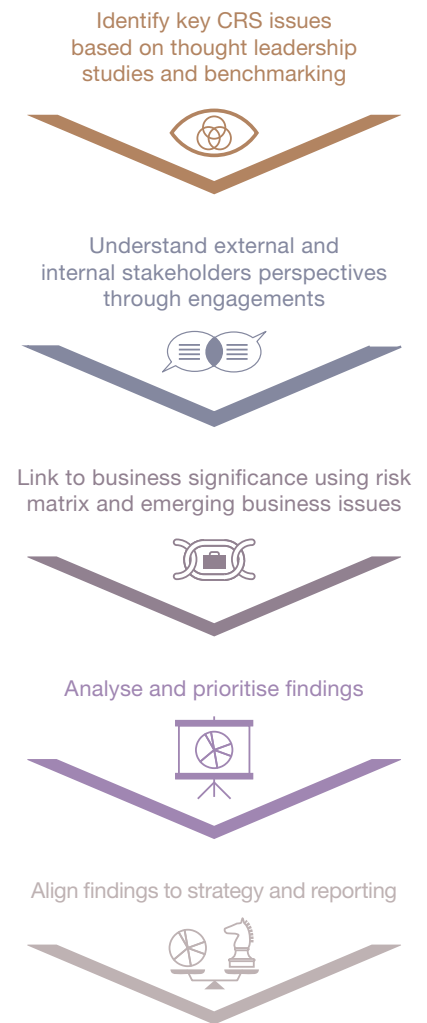 Identify key CRS issues
based on thought leadership
studies and benchmarking
Understand external and
internal stakeholders perspectives
through engagements
Link to business significance using risk
matrix and emerging business issues
Analyse and prioritise findings
Align findings to strategy and reporting